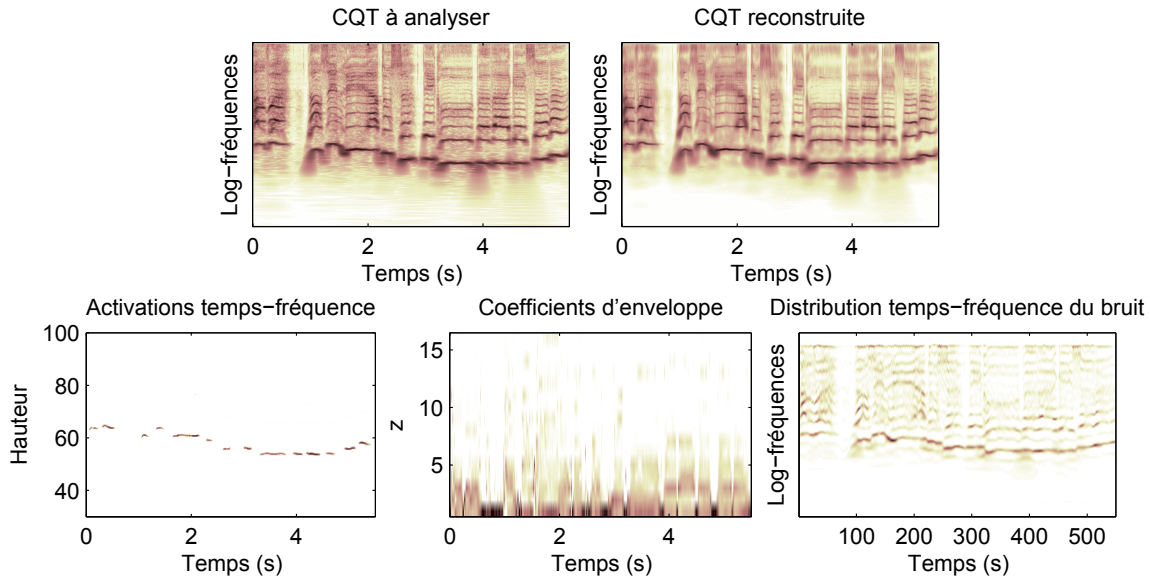 CQT à analyser
Log−fréquences
0 2 4
Temps (s)
CQT reconstruite
Log−fréquences
0 2 4
Temps (s)
Activations temps−fréquence
Hauteur
100
80
60
40
0 2 4
Temps (s)
Coefficients d'enveloppe
z
15
10
5
0 2 4
Temps (s)
Distribution temps−fréquence du bruit
Log−fréquences
100 200 300 400 500
Temps (s)